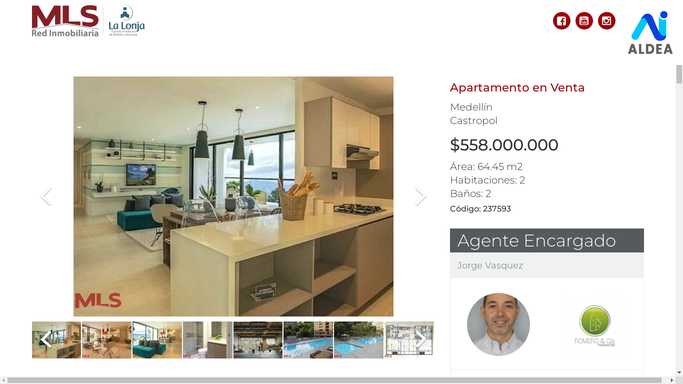 MLS
Red Inmobiliaria
La Lonja
ALDEA
Apartamento en Venta
Medellín
Castropol
$558.000.000
Área: 64.45 m2
Habitaciones: 2
Baños: 2
Código: 237593
MLS
Agente Encargado
Jorge Vasquez